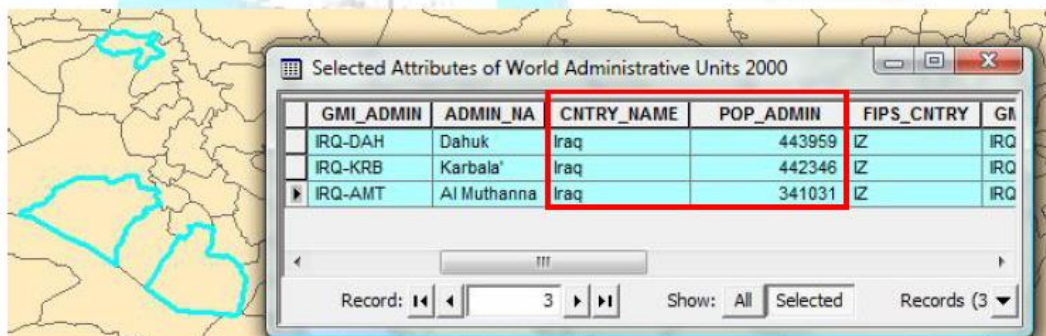 Selected Attributes of World Administrative Units 2000
GMI_ADMIN ADMIN_NA CNTRY_NAME POP_ADMIN FIPS_CNTRY GM
IRQ-DAH Dahuk Iraq 443959 IZ IRQ
IRQ-KRB Karbala' Iraq 442346 IZ IRQ
IRQ-AMT Al Muthanna Iraq 341031 IZ IRQ
Record: 3 Show: All Selected Records (3